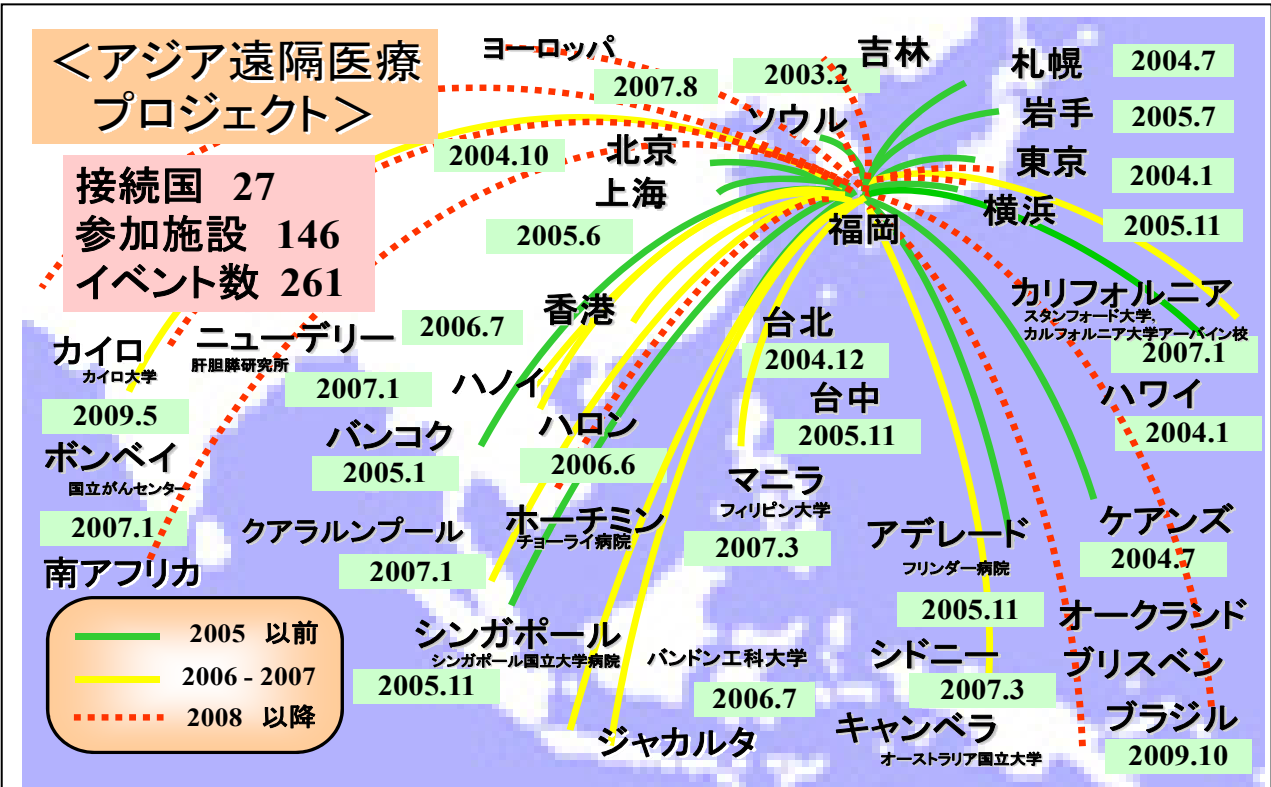 ＜アジア遠隔医療
プロジェクト＞
接続国 27
参加施設 146
イベント数 261
ヨーロッパ
2007.8
2003.2
吉林
ソウル
札幌
2004.7
岩手
2005.7
東京
2004.1
横浜
2005.11
2004.10
北京
上海
2005.6
福岡
香港
2006.7
台北
2004.12
台中
2005.11
カリフォルニア
スタンフォード大学,
カルフォルニア大学アーバイン校
2007.1
ハワイ
2004.1
カイロ
カイロ大学
2009.5
ニューデリー
肝胆膵研究所
2007.1
ハノイ
ハロン
2006.6
バンコク
2005.1
ボンベイ
国立がんセンター
2007.1
南アフリカ
クアラルンプール
2007.1
ホーチミン
チョーライ病院
マニラ
フィリピン大学
2007.3
アデレード
フリンダー病院
2005.11
ケアンズ
2004.7
オークランド
ブリスベン
シドニー
2007.3
シンガポール
シンガポール国立大学病院
2005.11
バンドン工科大学
2006.7
ジャカルタ
キャンベラ
オーストラリア国立大学
ブラジル
2009.10
2005 以前
2006 - 2007
2008 以降